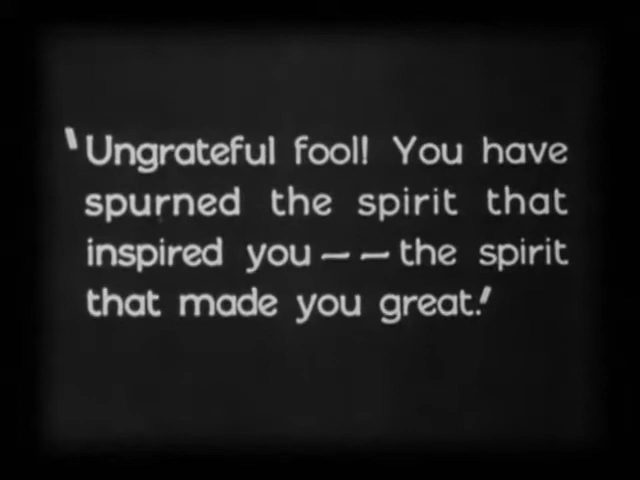 'Ungrateful fool! You have
spurned the spirit that
inspired you — — the spirit
that made you great.'